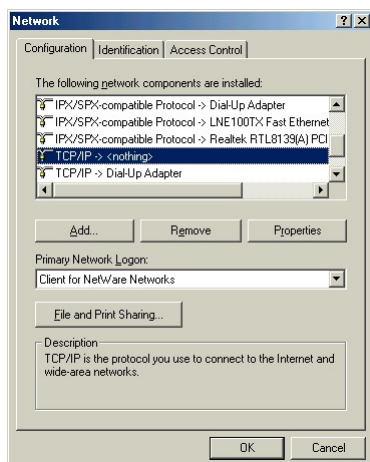 Network
Configuration Identification Access Control
The following network components are installed:
IPX/SPX-compatible Protocol -> Dial-Up Adapter
IPX/SPX-compatible Protocol -> LNE100TX Fast Ethernet
IPX/SPX-compatible Protocol -> Realtek RTL8139(A) PCI
TCP/IP -> <nothing>
TCP/IP -> Dial-Up Adapter
Add... Remove Properties
Primary Network Logon:
Client for NetWare Networks
File and Print Sharing...
Description
TCP/IP is the protocol you use to connect to the Internet and
wide-area networks.
OK Cancel